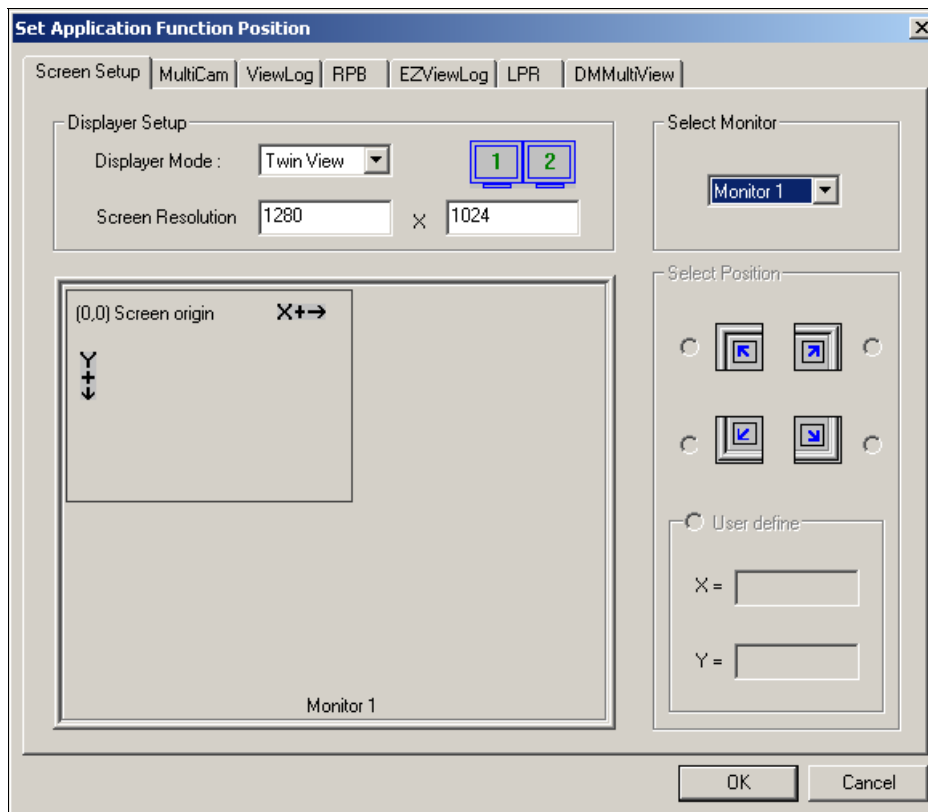 Set Application Function Position
Screen Setup MultiCam ViewLog RPB EZViewLog LPR DMMultiView
Displayer Setup
Displayer Mode : Twin View 1 2
Screen Resolution 1280 X 1024
Select Monitor
Monitor 1
(0,0) Screen origin X+→
Y
+
↓
Monitor 1
Select Position
User define
X =
Y =
OK Cancel